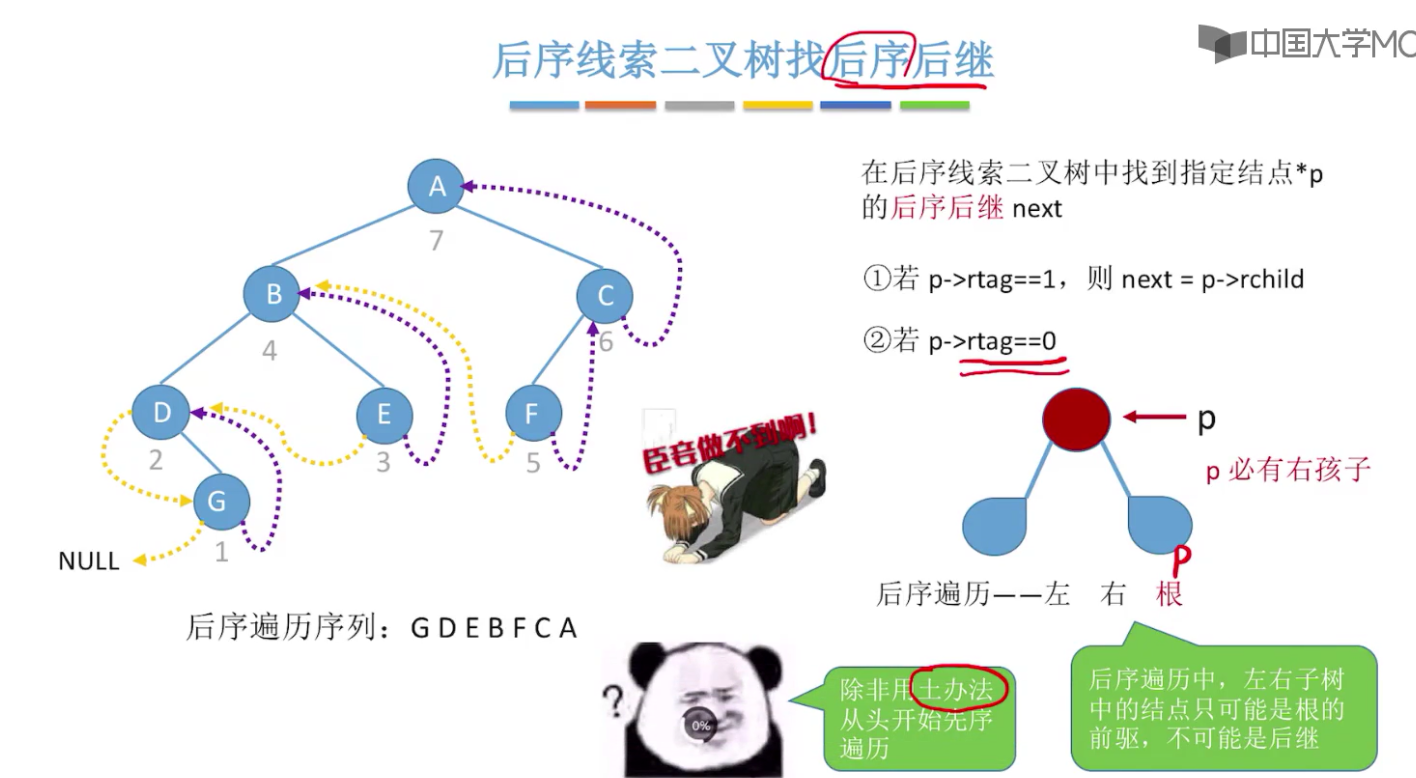 后序线索二叉树找后序后继
中国大学MO
在后序线索二叉树中找到指定结点*p
的后序后继 next
①若 p->rtag==1，则 next = p->rchild
②若 p->rtag==0
A
7
B
4
C
6
D
2
E
3
F
5
G
1
NULL
后序遍历序列：G D E B F C A
臣妾做不到啊！
p
p 必有右孩子
P
后序遍历——左 右 根
?
0%
除非用土办法
从头开始先序
遍历
后序遍历中，左右子树
中的结点只可能是根的
前驱，不可能是后继